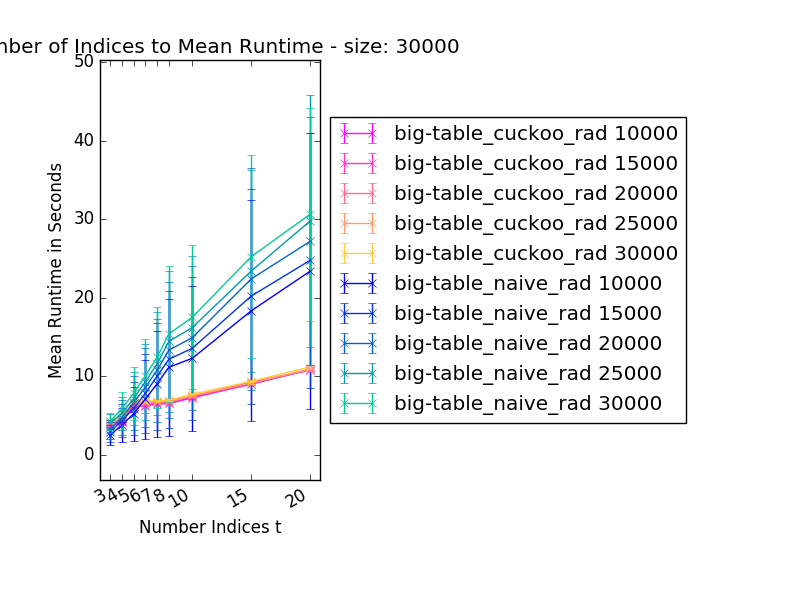 of Indices to Mean Runtime - size: 30000
50
40
30
20
10
0
Mean Runtime in Seconds
3
4
5
6
7
8
10
15
20
Number Indices t
big-table_cuckoo_rad 10000
big-table_cuckoo_rad 15000
big-table_cuckoo_rad 20000
big-table_cuckoo_rad 25000
big-table_cuckoo_rad 30000
big-table_naive_rad 10000
big-table_naive_rad 15000
big-table_naive_rad 20000
big-table_naive_rad 25000
big-table_naive_rad 30000